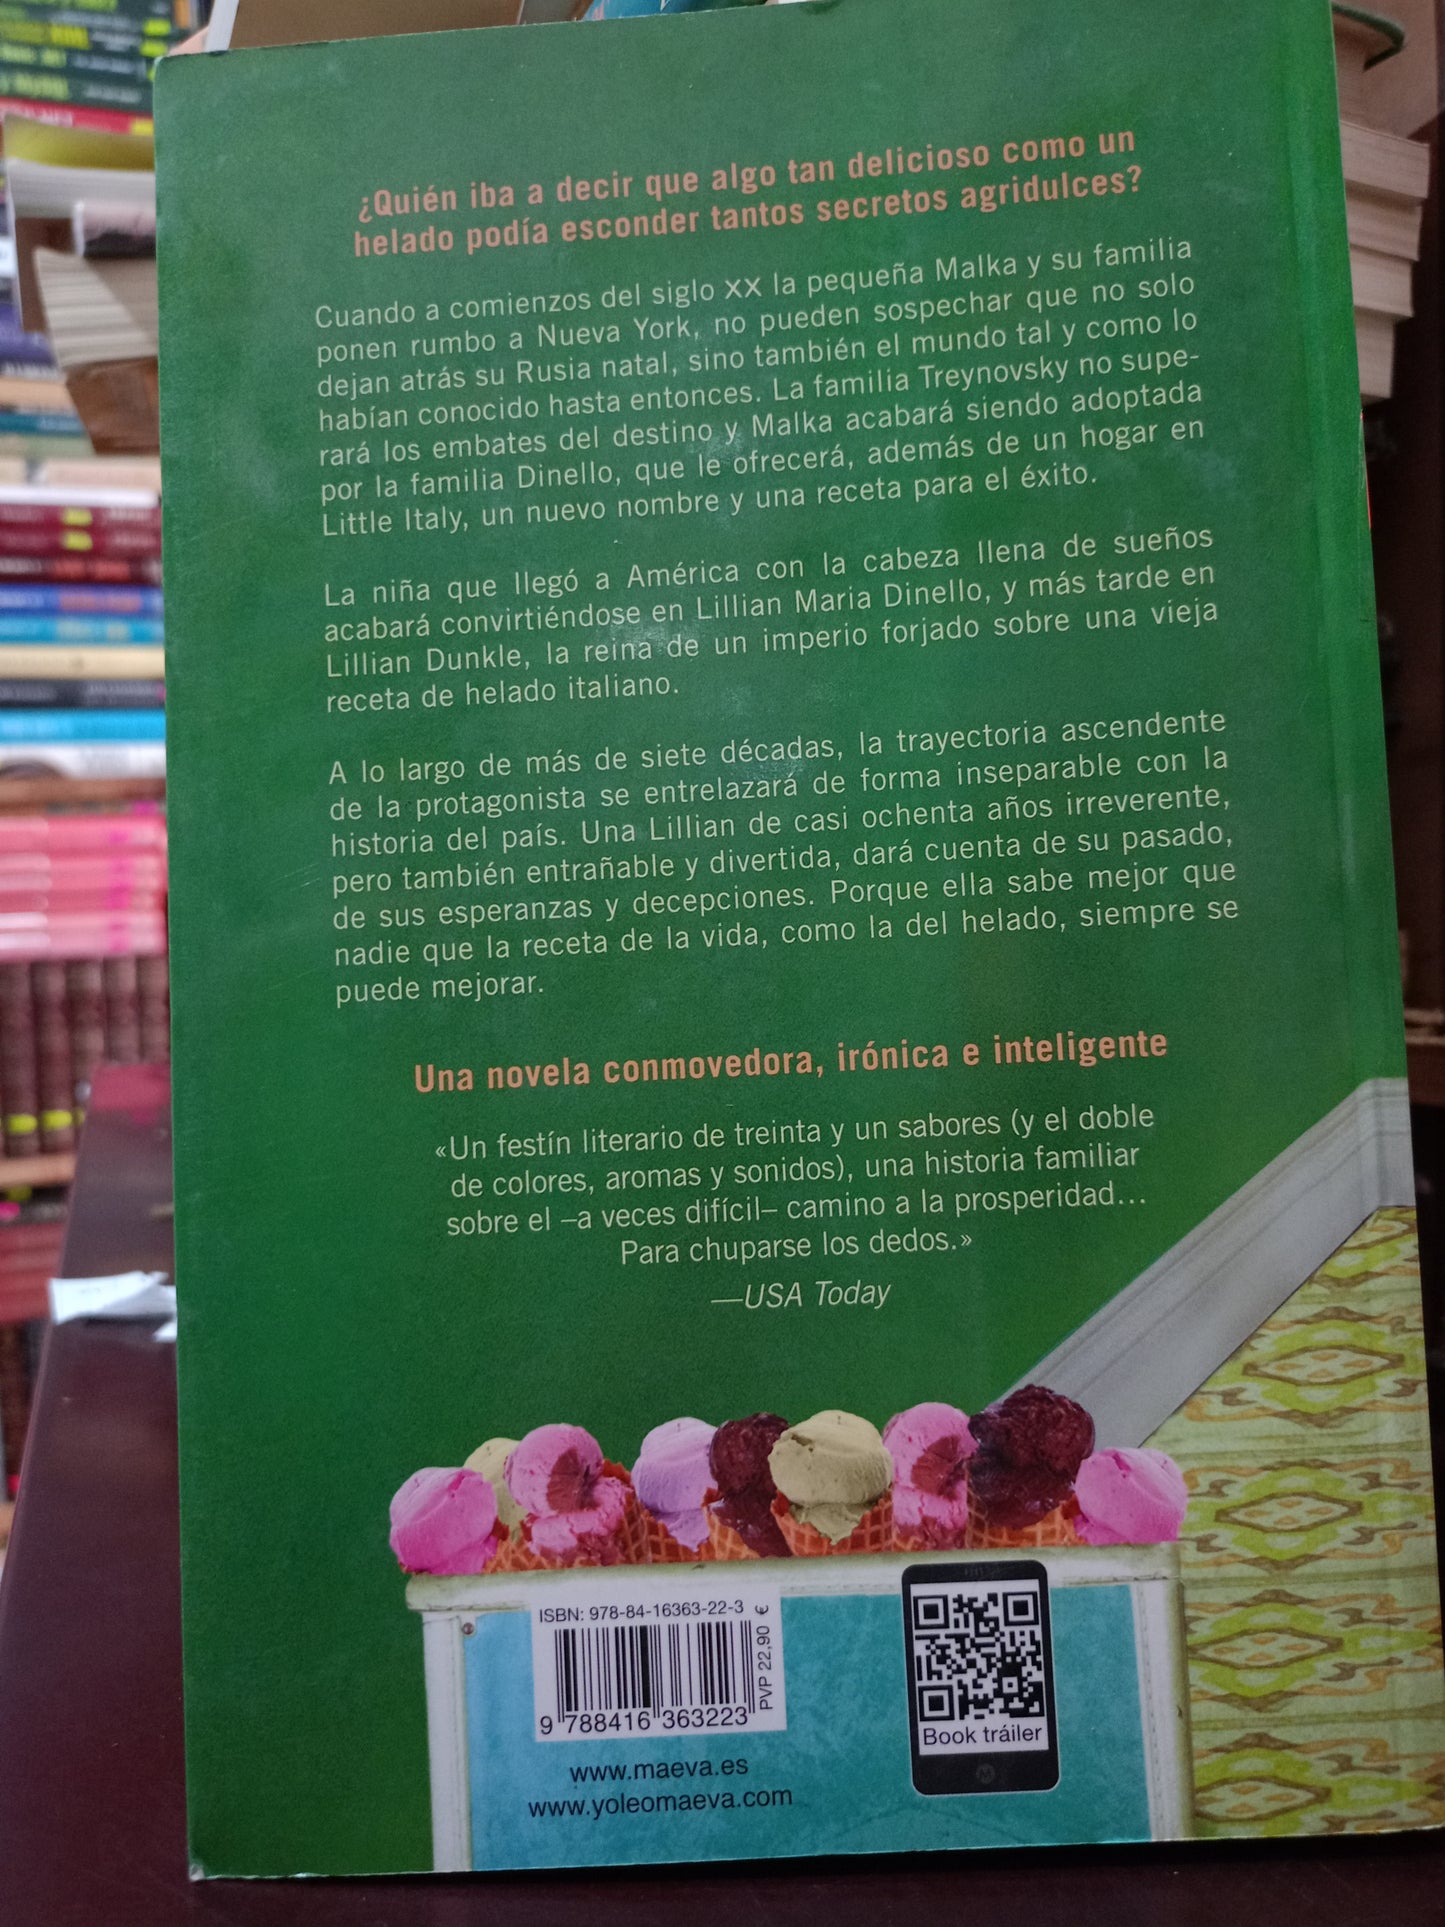 ¿Quién iba a decir que algo tan delicioso como un
helado podía esconder tantos secretos agridulces?
Cuando a comienzos del siglo XX la pequeña Malka y su familia
ponen rumbo a Nueva York, no pueden sospechar que no solo
dejan atrás su Rusia natal, sino también el mundo tal y como lo
habían conocido hasta entonces. La familia Treynovsky no supe-
rará los embates del destino y Malka acabará siendo adoptada
por la familia Dinello, que le ofrecerá, además de un hogar en
Little Italy, un nuevo nombre y una receta para el éxito.
La niña que llegó a América con la cabeza llena de sueños
acabará convirtiéndose en Lillian Maria Dinello, y más tarde en
Lillian Dunkle, la reina de un imperio forjado sobre una vieja
receta de helado italiano.
A lo largo de más de siete décadas, la trayectoria ascendente
de la protagonista se entrelazará de forma inseparable con la
historia del país. Una Lillian de casi ochenta años irreverente,
pero también entrañable y divertida, dará cuenta de su pasado,
de sus esperanzas y decepciones. Porque ella sabe mejor que
nadie que la receta de la vida, como la del helado, siempre se
puede mejorar.
Una novela conmovedora, irónica e inteligente
«Un festín literario de treinta y un sabores (y el doble
de colores, aromas y sonidos), una historia familiar
sobre el –a veces difícil– camino a la prosperidad…
Para chuparse los dedos.»
—USA Today
ISBN: 978-84-16363-22-3
PVP 22,90 €
9 788416 363223
Book tráiler
www.maeva.es
www.yoleomaeva.com